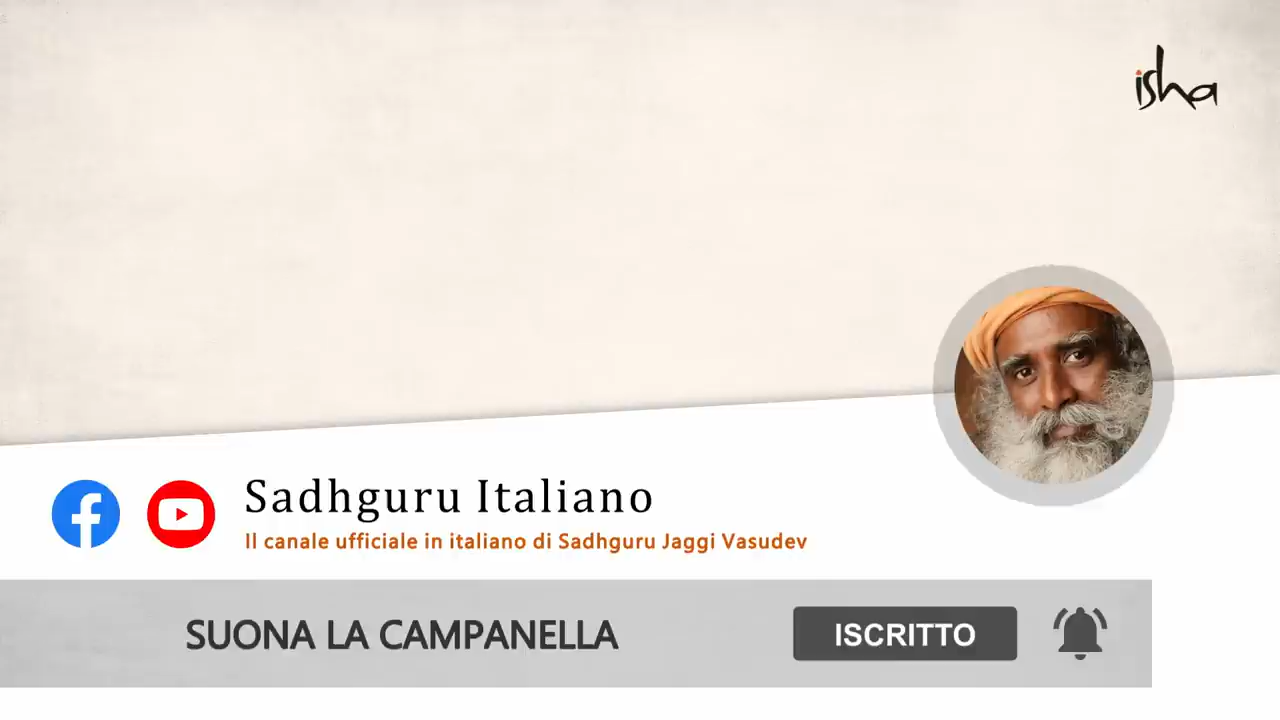 isha
Sadhguru Italiano
Il canale ufficiale in italiano di Sadhguru Jaggi Vasudev
SUONA LA CAMPANELLA
ISCRITTO